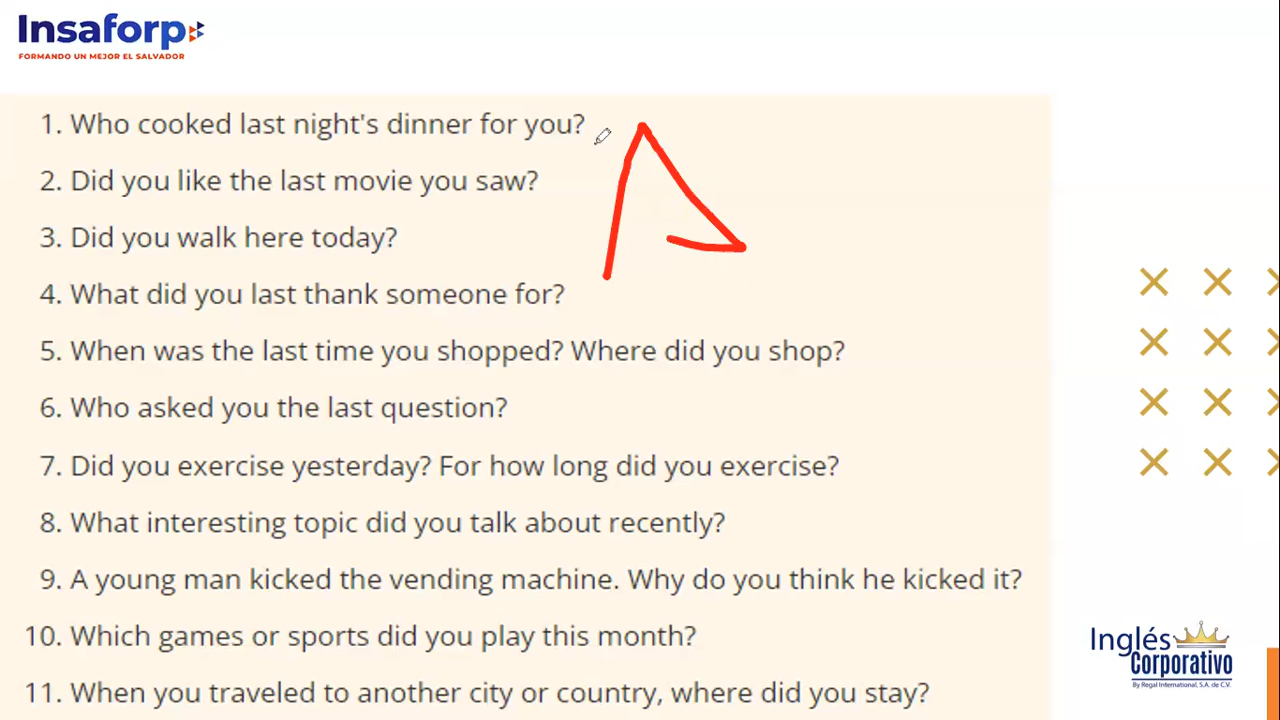 Insaforp
FORMANDO UN MEJOR EL SALVADOR
1. Who cooked last night's dinner for you?
2. Did you like the last movie you saw?
3. Did you walk here today?
4. What did you last thank someone for?
5. When was the last time you shopped? Where did you shop?
6. Who asked you the last question?
7. Did you exercise yesterday? For how long did you exercise?
8. What interesting topic did you talk about recently?
9. A young man kicked the vending machine. Why do you think he kicked it?
10. Which games or sports did you play this month?
11. When you traveled to another city or country, where did you stay?
Inglés
Corporativo
By Regal International, S.A. de C.V.